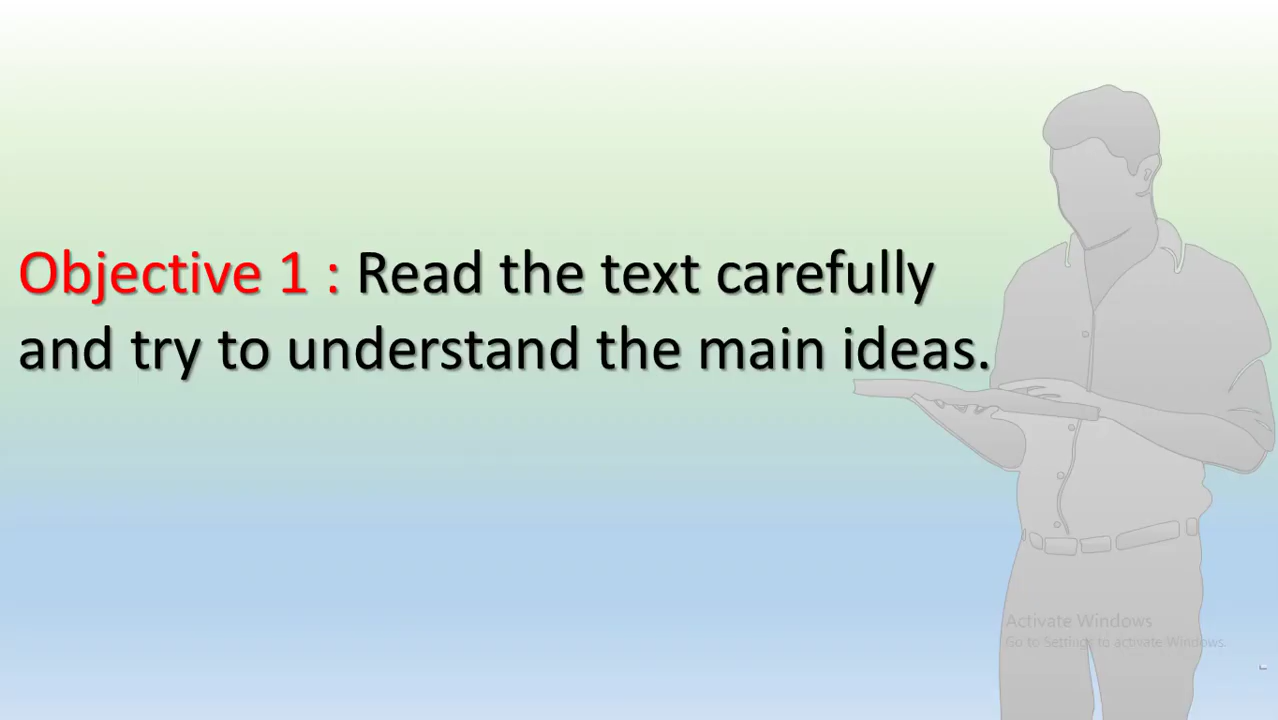 Objective 1 : Read the text carefully
and try to understand the main ideas.
Activate Windows
Go to Settings to activate Windows.